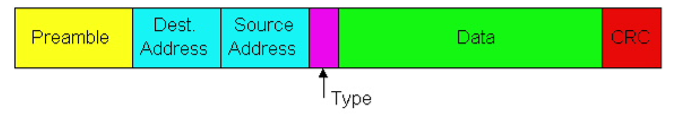 Preamble
Dest.
Address
Source
Address
Data
CRC
Type